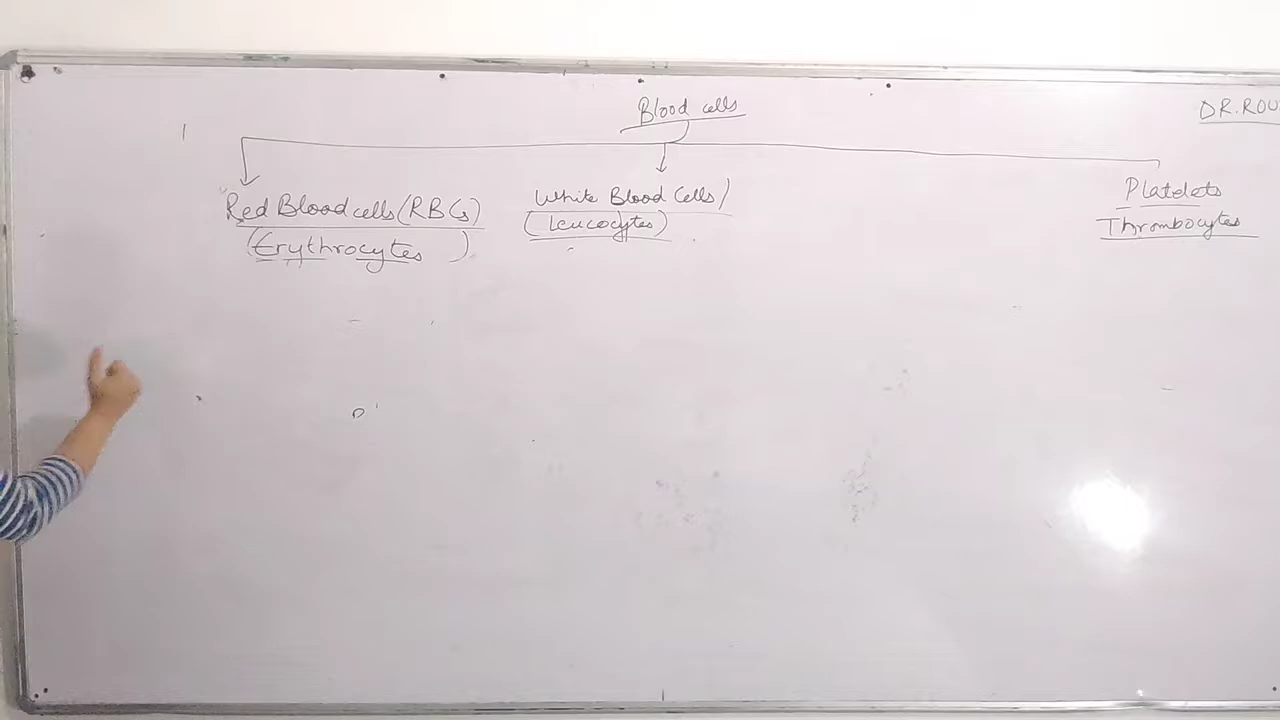 Blood cells
DR.ROU
Red Blood cells (RBCs)
(Erythrocytes)
White Blood Cells /
(Leucocytes)
Platelets
Thrombocytes